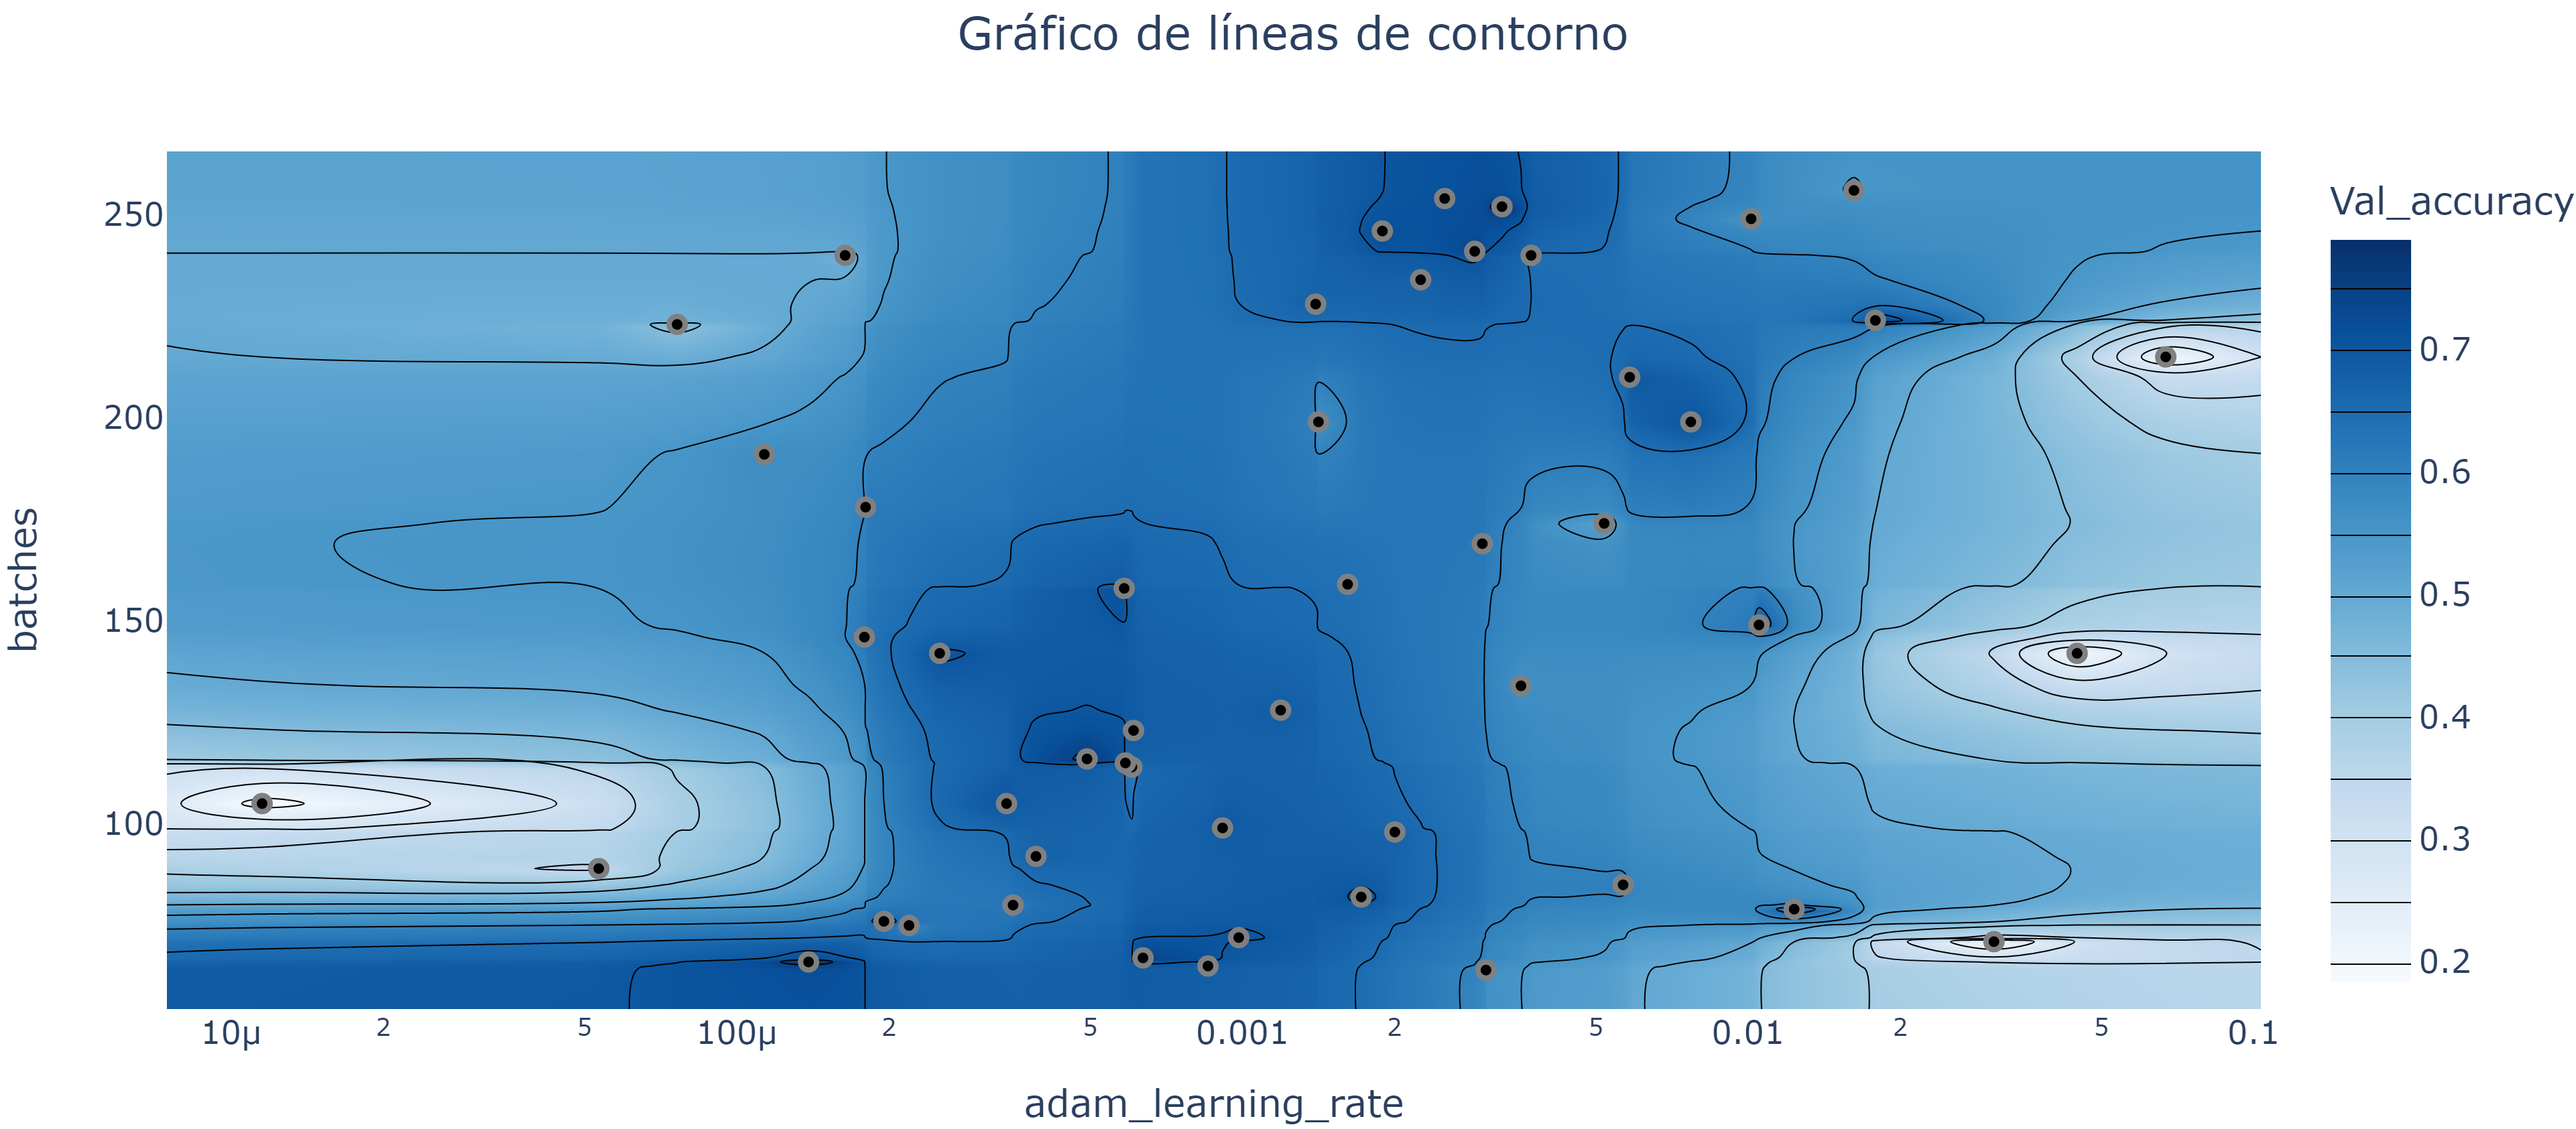 Gráfico de líneas de contorno
Val_accuracy
250
200
150
100
batches
0.7
0.6
0.5
0.4
0.3
0.2
10μ 2 5 100μ 2 5 0.001 2 5 0.01 2 5 0.1
adam_learning_rate